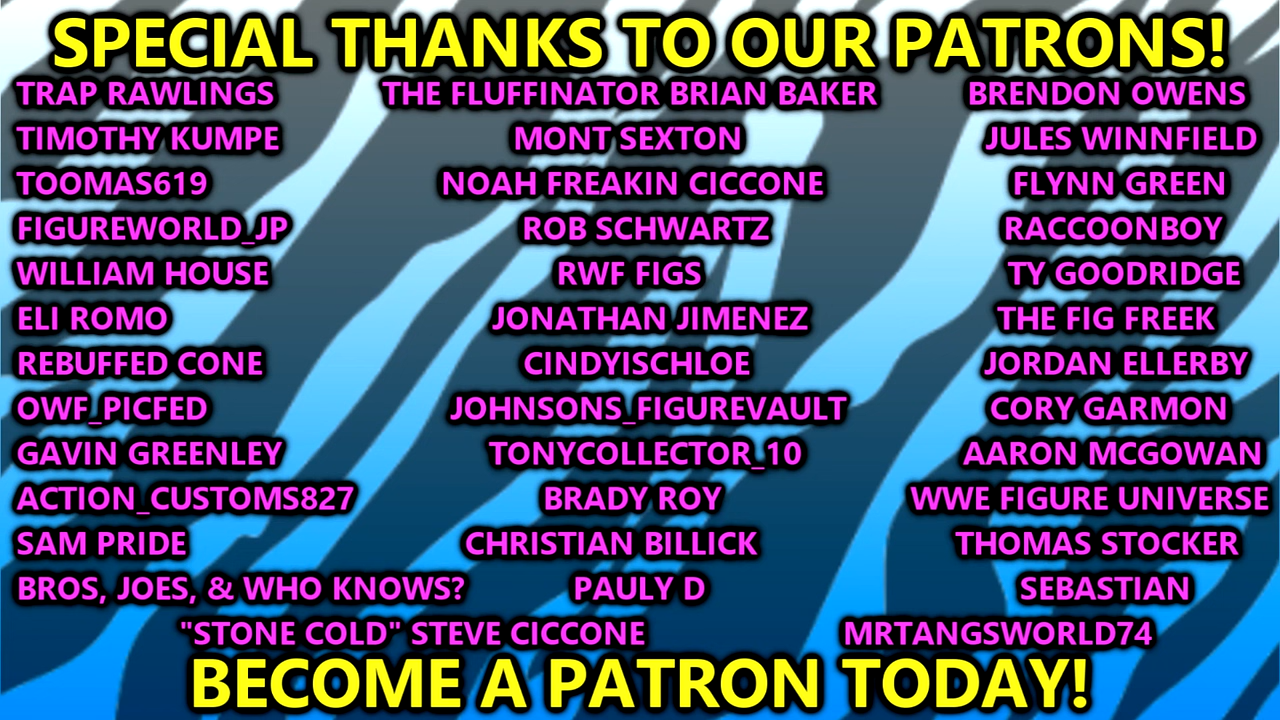 SPECIAL THANKS TO OUR PATRONS!
TRAP RAWLINGS THE FLUFFINATOR BRIAN BAKER BRENDON OWENS
TIMOTHY KUMPE MONT SEXTON JULES WINNFIELD
TOOMAS619 NOAH FREAKIN CICCONE FLYNN GREEN
FIGUREWORLD_JP ROB SCHWARTZ RACCOONBOY
WILLIAM HOUSE RWF FIGS TY GOODRIDGE
ELI ROMO JONATHAN JIMENEZ THE FIG FREEK
REBUFFED CONE CINDYISCHLOE JORDAN ELLERBY
OWF_PICFED JOHNSONS_FIGUREVAULT CORY GARMON
GAVIN GREENLEY TONYCOLLECTOR_10 AARON MCGOWAN
ACTION_CUSTOMS827 BRADY ROY WWE FIGURE UNIVERSE
SAM PRIDE CHRISTIAN BILLICK THOMAS STOCKER
BROS, JOES, & WHO KNOWS? PAULY D SEBASTIAN
"STONE COLD" STEVE CICCONE MRTANGSWORLD74
BECOME A PATRON TODAY!